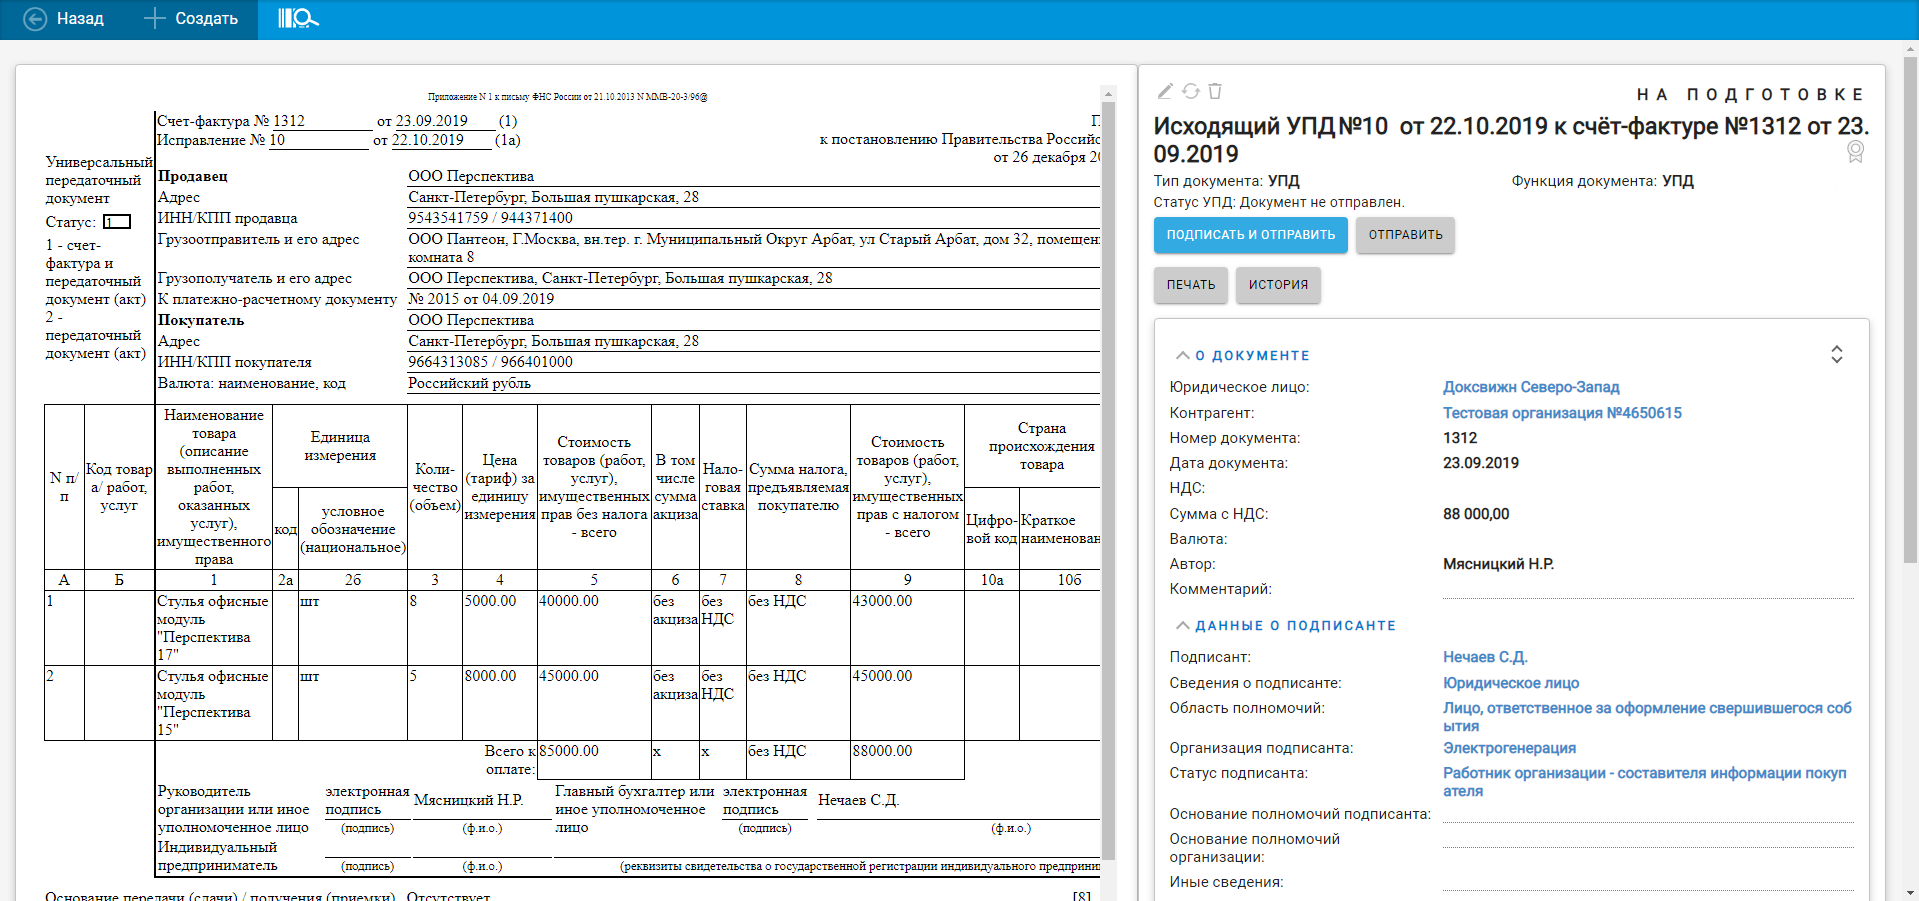 Назад
Создать
Приложение N 1 к письму ФНС России от 21.10.2013 N ММВ-20-3/96@
Счет-фактура № 1312 от 23.09.2019 (1)
Исправление № 10 от 22.10.2019 (1а)
к постановлению Правительства Российс
от 26 декабря 20
Универсальный
передаточный
документ
Статус: 1
1 - счет-
фактура и
передаточный
документ (акт)
2 -
передаточный
документ (акт)
Продавец ООО Перспектива
Адрес Санкт-Петербург, Большая пушкарская, 28
ИНН/КПП продавца 9543541759 / 944371400
Грузоотправитель и его адрес ООО Пантеон, Г.Москва, вн.тер. г. Муниципальный Округ Арбат, ул Старый Арбат, дом 32, помещен
комната 8
Грузополучатель и его адрес ООО Перспектива, Санкт-Петербург, Большая пушкарская, 28
К платежно-расчетному документу № 2015 от 04.09.2019
Покупатель ООО Перспектива
Адрес Санкт-Петербург, Большая пушкарская, 28
ИНН/КПП покупателя 9664313085 / 966401000
Валюта: наименование, код Российский рубль
N п/
п
Код товар
а/ работ,
услуг
Наименование
товара
(описание
выполненных
работ,
оказанных
услуг),
имущественного
права
Единица
измерения
код
условное
обозначение
(национальное)
Коли-
чество
(объем)
Цена
(тариф) за
единицу
измерения
Стоимость
товаров (работ,
услуг),
имущественных
прав без налога
- всего
В том
числе
сумма
акциза
Нало-
говая
ставка
Сумма налога,
предъявляемая
покупателю
Стоимость
товаров (работ,
услуг),
имущественных
прав с налогом
- всего
Страна
происхождения
товара
Цифро-
вой код
Краткое
наименован
А Б 1 2а 2б 3 4 5 6 7 8 9 10а 10б
1 Стулья офисные шт 8 5000.00 40000.00 без без без НДС 43000.00
модуль акциза НДС
"Перспектива
17"
2 Стулья офисные шт 5 8000.00 45000.00 без без без НДС 45000.00
модуль акциза НДС
"Перспектива
15"
Всего к 85000.00 х х без НДС 88000.00
оплате:
Руководитель
организации или иное
уполномоченное лицо
электронная
подпись
(подпись)
Мясницкий Н.Р.
(ф.и.о.)
Главный бухгалтер или
иное уполномоченное
лицо
электронная
подпись
(подпись)
Нечаев С.Д.
(ф.и.о.)
Индивидуальный
предприниматель
(подпись) (ф.и.о.) (реквизиты свидетельства о государственной регистрации индивидуального предприни
Основание передачи (сдачи) / получения (приемки) Отсутствует [8]
НА ПОДГОТОВКЕ
Исходящий УПД №10 от 22.10.2019 к счёт-фактуре №1312 от 23.
09.2019
Тип документа: УПД Функция документа: УПД
Статус УПД: Документ не отправлен.
ПОДПИСАТЬ И ОТПРАВИТЬ ОТПРАВИТЬ
ПЕЧАТЬ ИСТОРИЯ
О ДОКУМЕНТЕ
Юридическое лицо: Доксвижн Северо-Запад
Контрагент: Тестовая организация №4650615
Номер документа: 1312
Дата документа: 23.09.2019
НДС:
Сумма с НДС: 88 000,00
Валюта:
Автор: Мясницкий Н.Р.
Комментарий:
ДАННЫЕ О ПОДПИСАНТЕ
Подписант: Нечаев С.Д.
Сведения о подписанте: Юридическое лицо
Область полномочий: Лицо, ответственное за оформление свершившегося соб
ытия
Организация подписанта: Электрогенерация
Статус подписанта: Работник организации - составителя информации покуп
ателя
Основание полномочий подписанта:
Основание полномочий
организации:
Иные сведения: